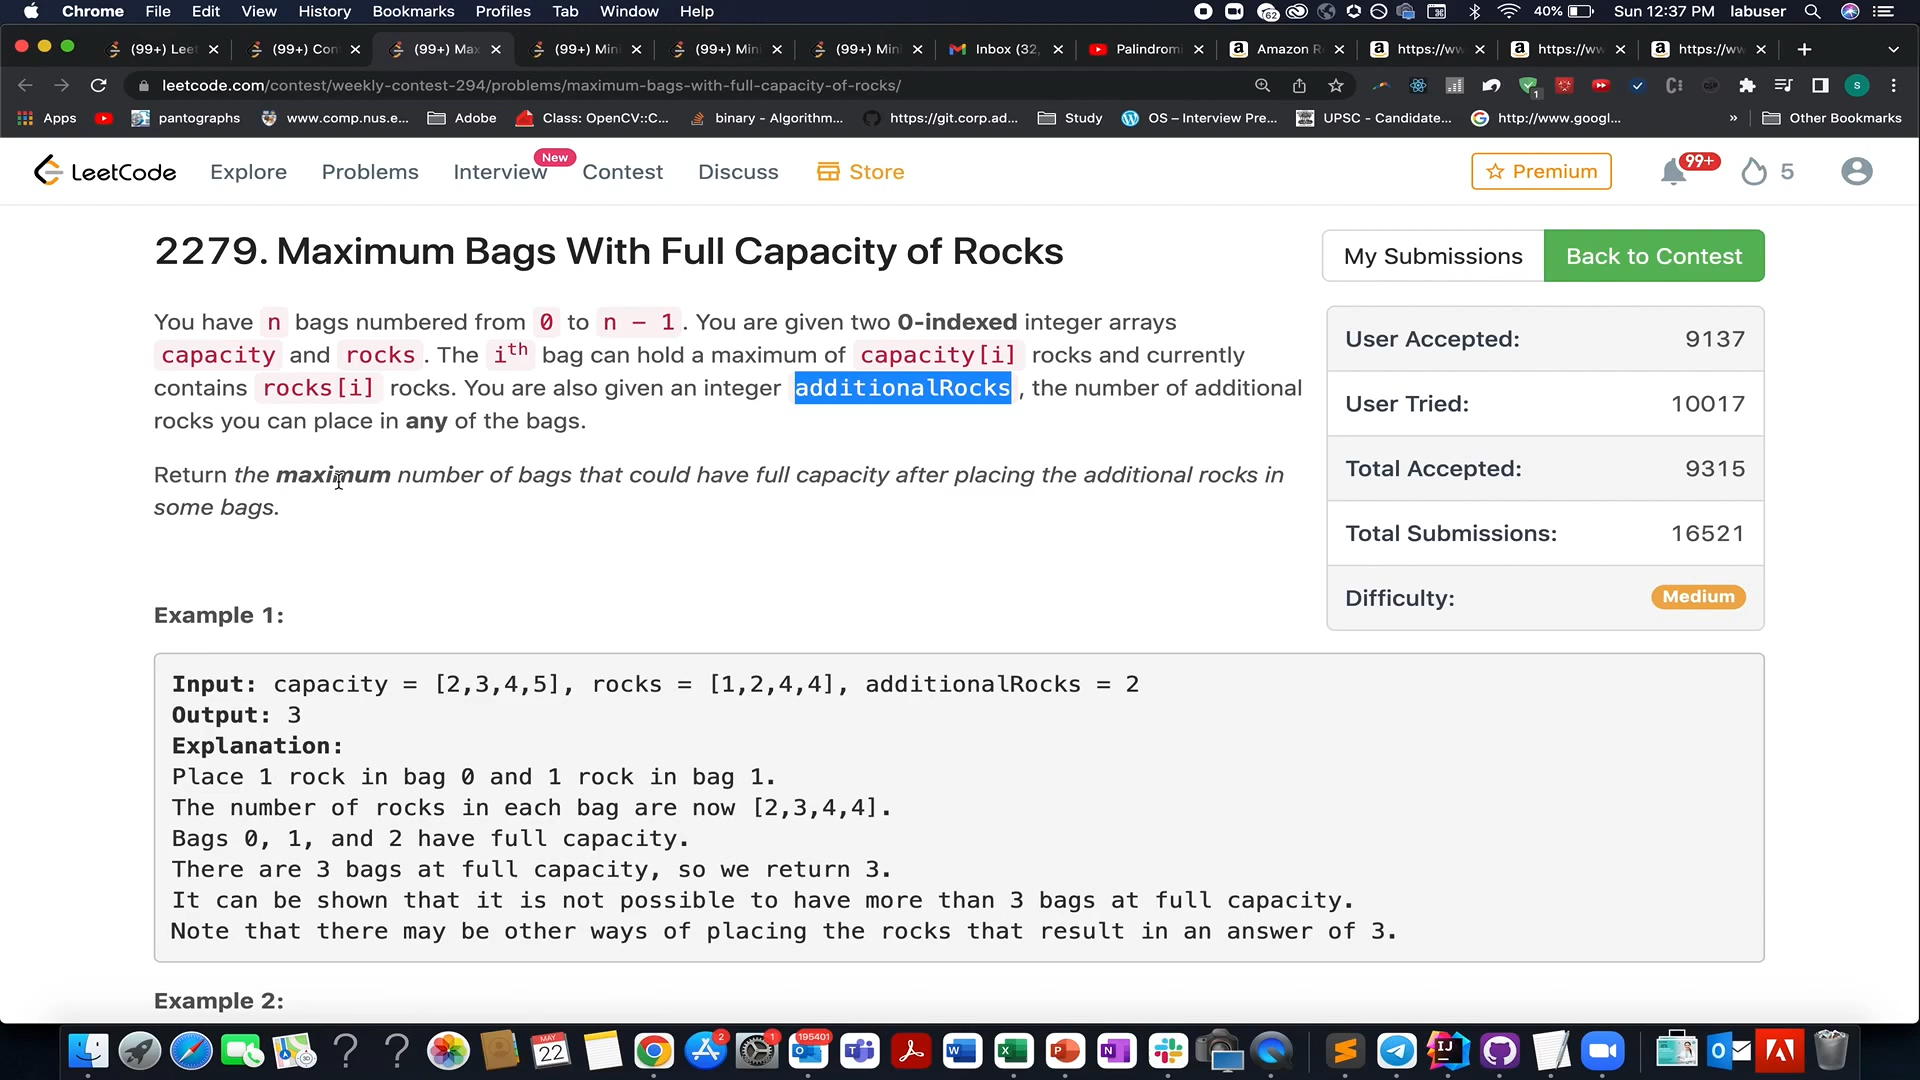 Chrome File Edit View History Bookmarks Profiles Tab Window Help 62 40% Sun 12:37 PM labuser
(99+) Leet (99+) Con (99+) Max (99+) Mini (99+) Mini (99+) Mini Inbox (32, Palindromi Amazon R https://ww https://ww https://ww
leetcode.com/contest/weekly-contest-294/problems/maximum-bags-with-full-capacity-of-rocks/
Apps pantographs www.comp.nus.e... Adobe Class: OpenCV::C... binary - Algorithm... https://git.corp.ad... Study OS – Interview Pre... UPSC - Candidate... http://www.googl... » Other Bookmarks
LeetCode Explore Problems Interview New Contest Discuss Store Premium 99+ 5
2279. Maximum Bags With Full Capacity of Rocks
My Submissions Back to Contest
You have n bags numbered from 0 to n - 1. You are given two 0-indexed integer arrays
capacity and rocks. The ith bag can hold a maximum of capacity[i] rocks and currently
contains rocks[i] rocks. You are also given an integer additionalRocks, the number of additional
rocks you can place in any of the bags.
Return the maximum number of bags that could have full capacity after placing the additional rocks in
some bags.
User Accepted: 9137
User Tried: 10017
Total Accepted: 9315
Total Submissions: 16521
Difficulty: Medium
Example 1:
Input: capacity = [2,3,4,5], rocks = [1,2,4,4], additionalRocks = 2
Output: 3
Explanation:
Place 1 rock in bag 0 and 1 rock in bag 1.
The number of rocks in each bag are now [2,3,4,4].
Bags 0, 1, and 2 have full capacity.
There are 3 bags at full capacity, so we return 3.
It can be shown that it is not possible to have more than 3 bags at full capacity.
Note that there may be other ways of placing the rocks that result in an answer of 3.
Example 2:
MAY 22 2 1 195401